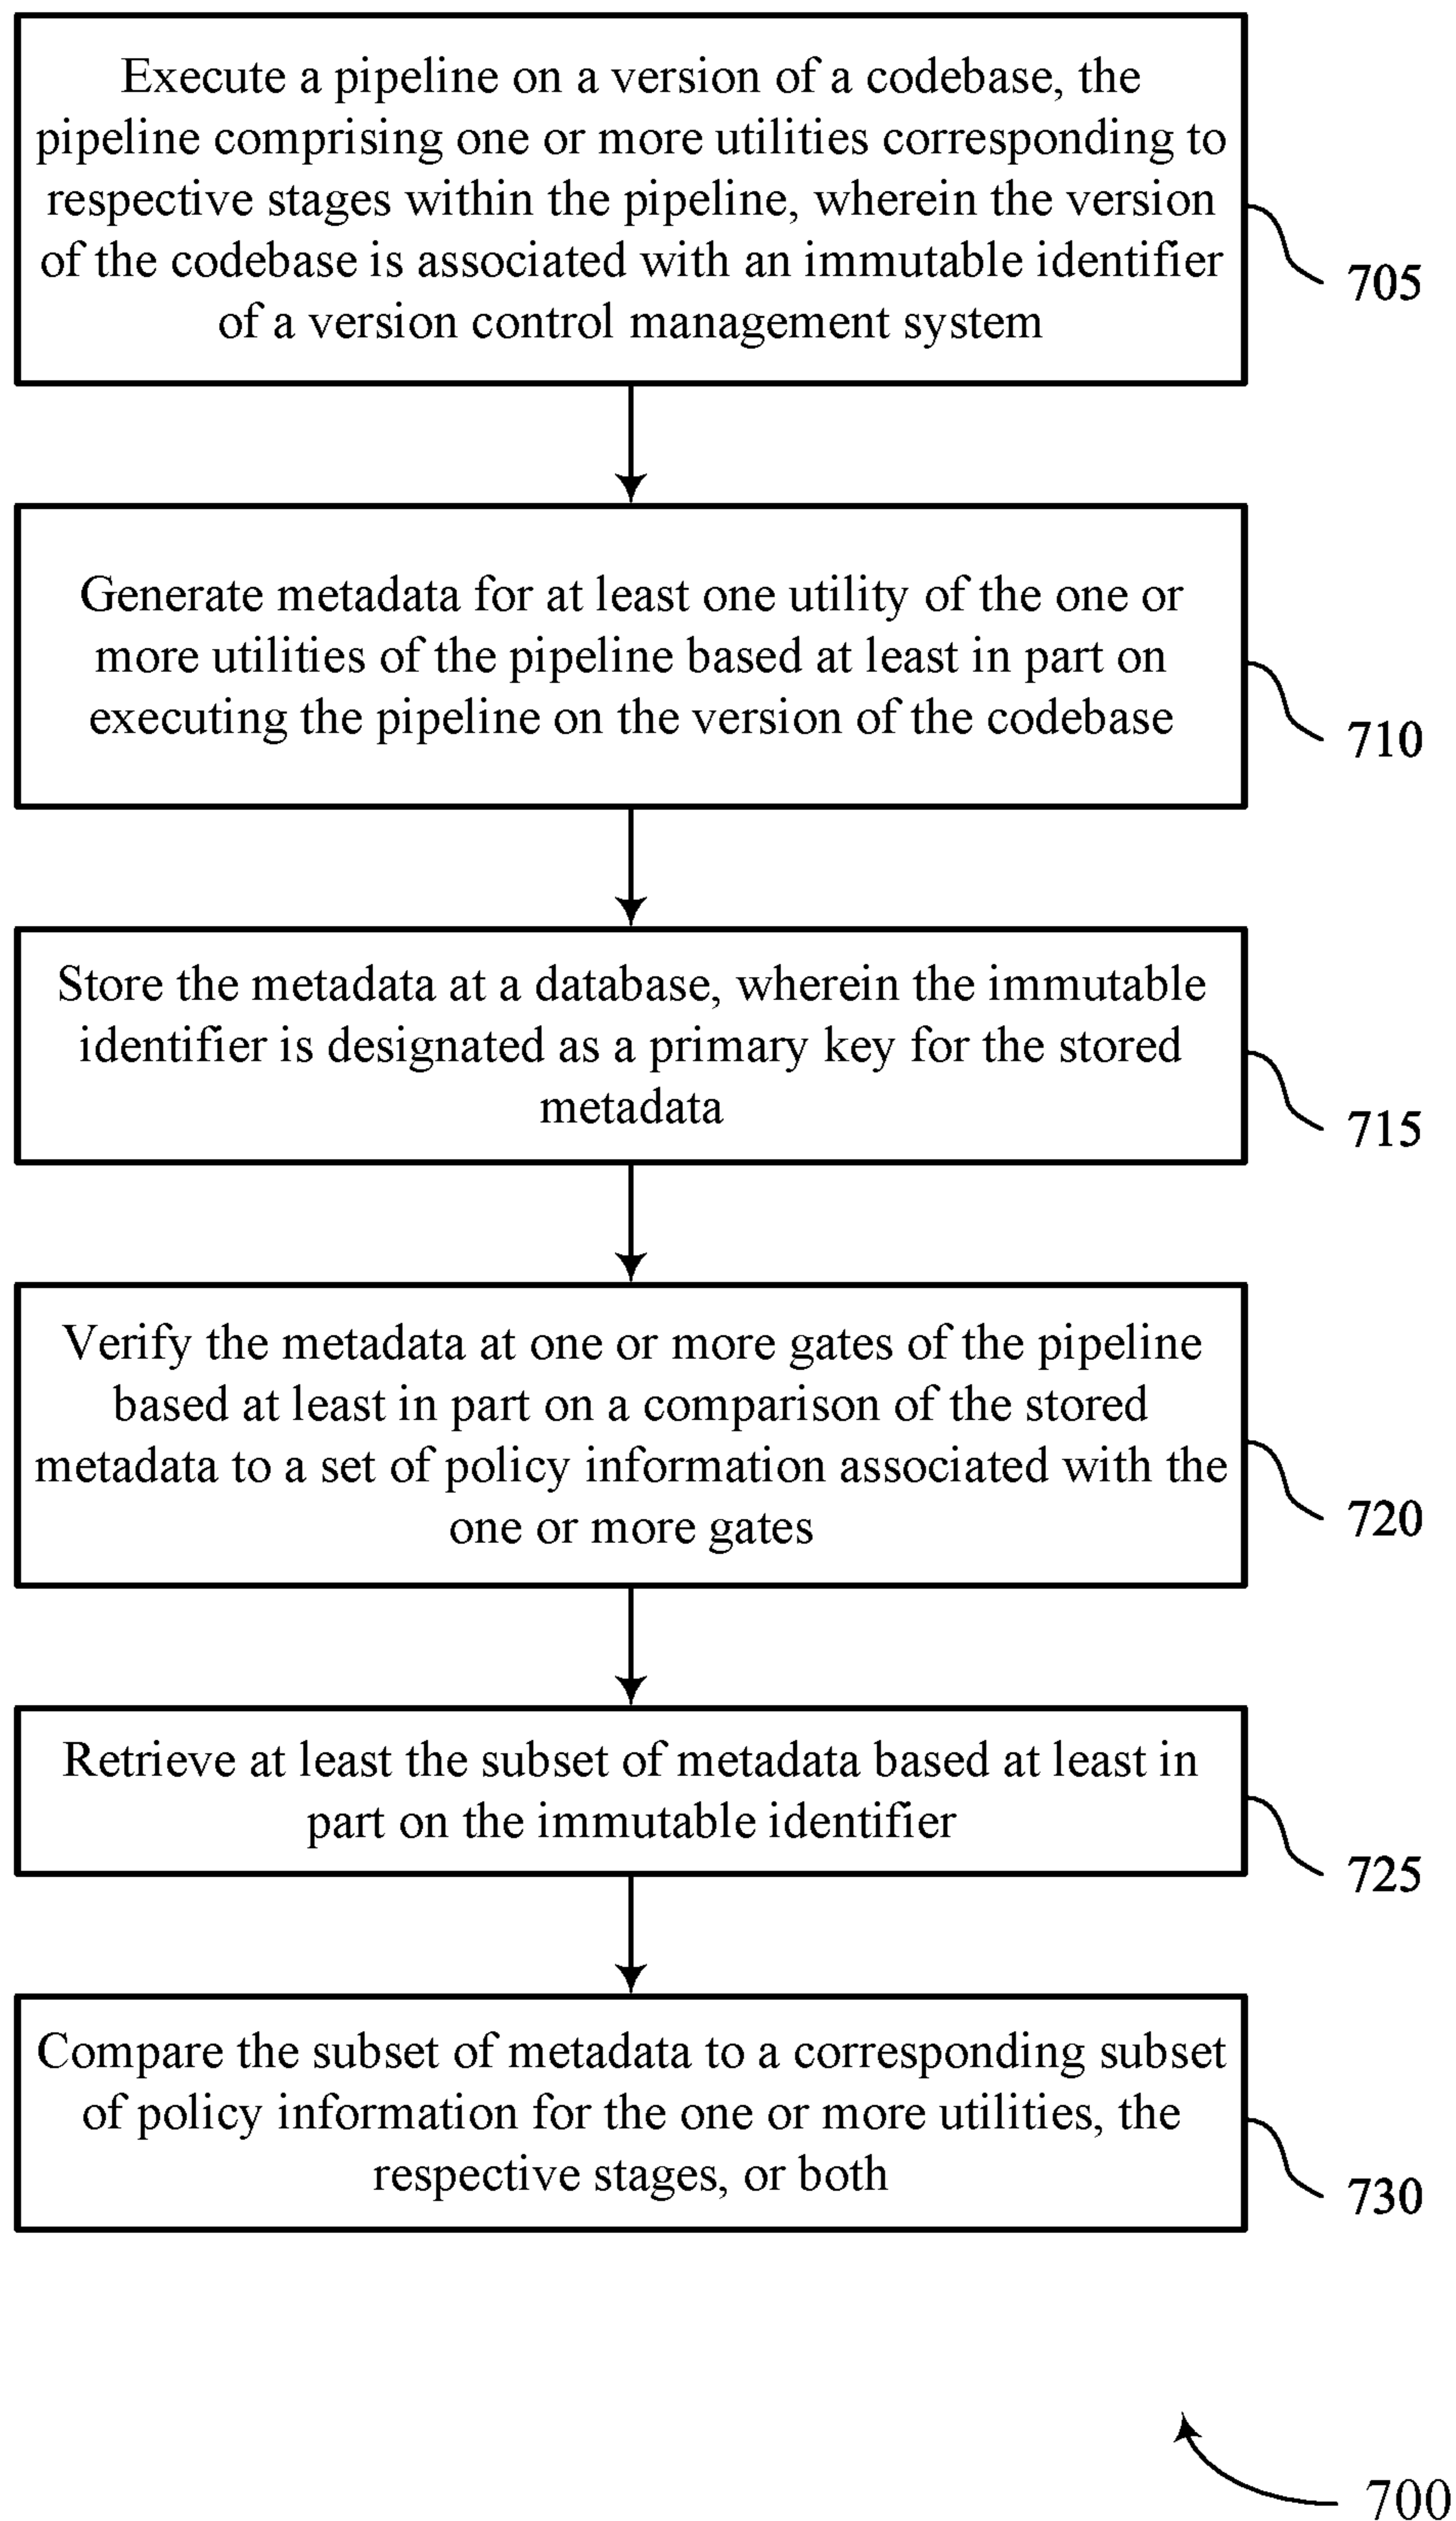 Execute a pipeline on a version of a codebase, the
pipeline comprising one or more utilities corresponding to
respective stages within the pipeline, wherein the version
of the codebase is associated with an immutable identifier
of a version control management system
705
Generate metadata for at least one utility of the one or
more utilities of the pipeline based at least in part on
executing the pipeline on the version of the codebase
710
Store the metadata at a database, wherein the immutable
identifier is designated as a primary key for the stored
metadata
715
Verify the metadata at one or more gates of the pipeline
based at least in part on a comparison of the stored
metadata to a set of policy information associated with the
one or more gates
720
Retrieve at least the subset of metadata based at least in
part on the immutable identifier
725
Compare the subset of metadata to a corresponding subset
of policy information for the one or more utilities, the
respective stages, or both
730
700